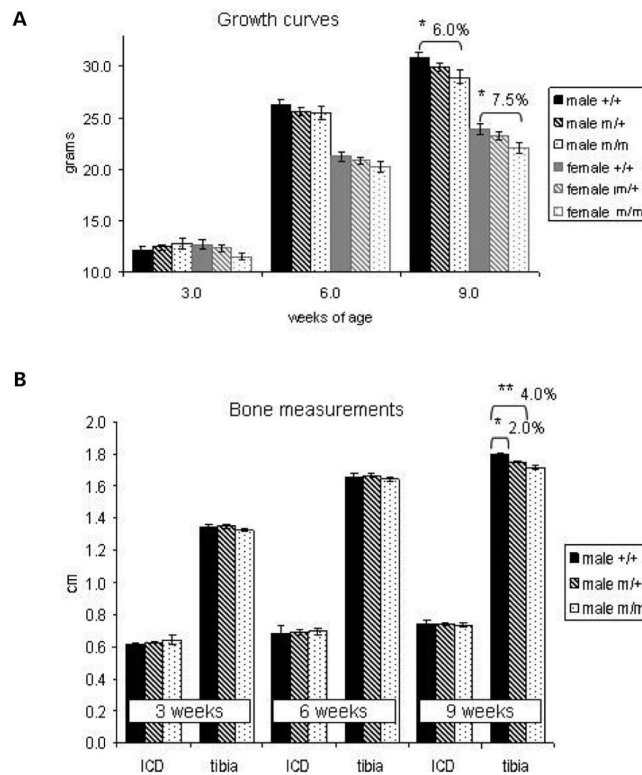 A
Growth curves
* 6.0%
* 7.5%
30.0
25.0
20.0
15.0
10.0
grams
3.0 6.0 9.0
weeks of age
male +/+
male m/+
male m/m
female +/+
female m/+
female m/m
B
Bone measurements
** 4.0%
* 2.0%
2.0
1.8
1.6
1.4
1.2
1.0
0.8
0.6
0.4
0.2
0.0
cm
3 weeks 6 weeks 9 weeks
ICD tibia ICD tibia ICD tibia
male +/+
male m/+
male m/m